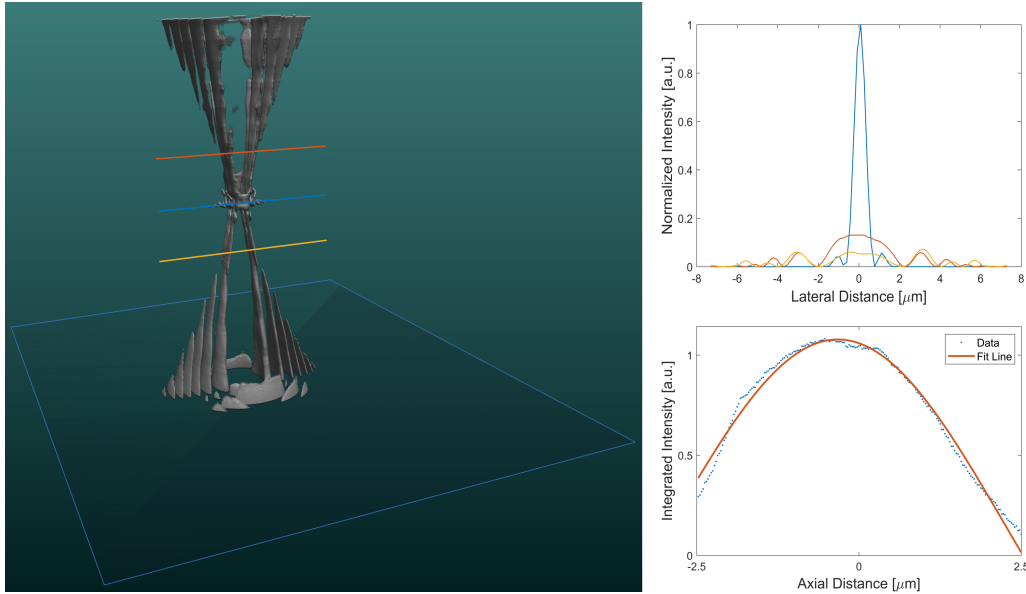 Normalized Intensity [a.u.]
1
0.8
0.6
0.4
0.2
0
-8 -6 -4 -2 0 2 4 6 8
Lateral Distance [μm]
Integrated Intensity [a.u.]
1
0.5
0
-2.5 0 2.5
Axial Distance [μm]
Data
Fit Line